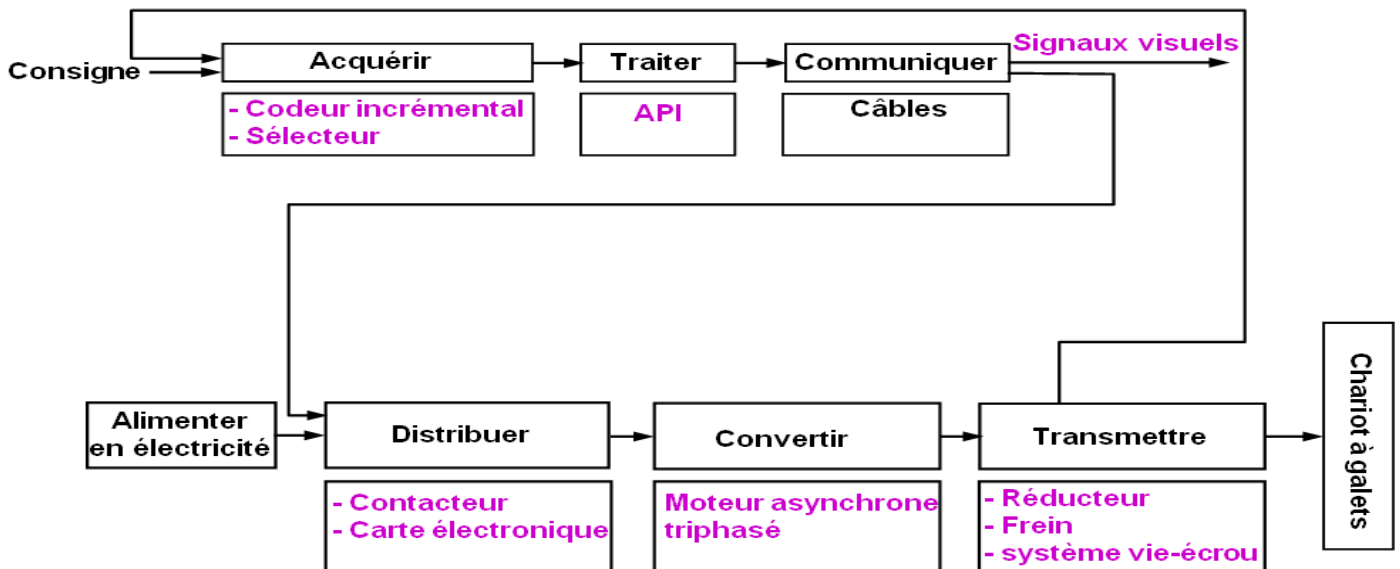 Signaux visuels
Consigne
Acquérir
Traiter
Communiquer
- Codeur incrémental
- Sélecteur
API
Câbles
Alimenter
en électricité
Distribuer
Convertir
Transmettre
Chariot à galets
- Contacteur
- Carte électronique
Moteur asynchrone
triphasé
- Réducteur
- Frein
- système vie-écrou